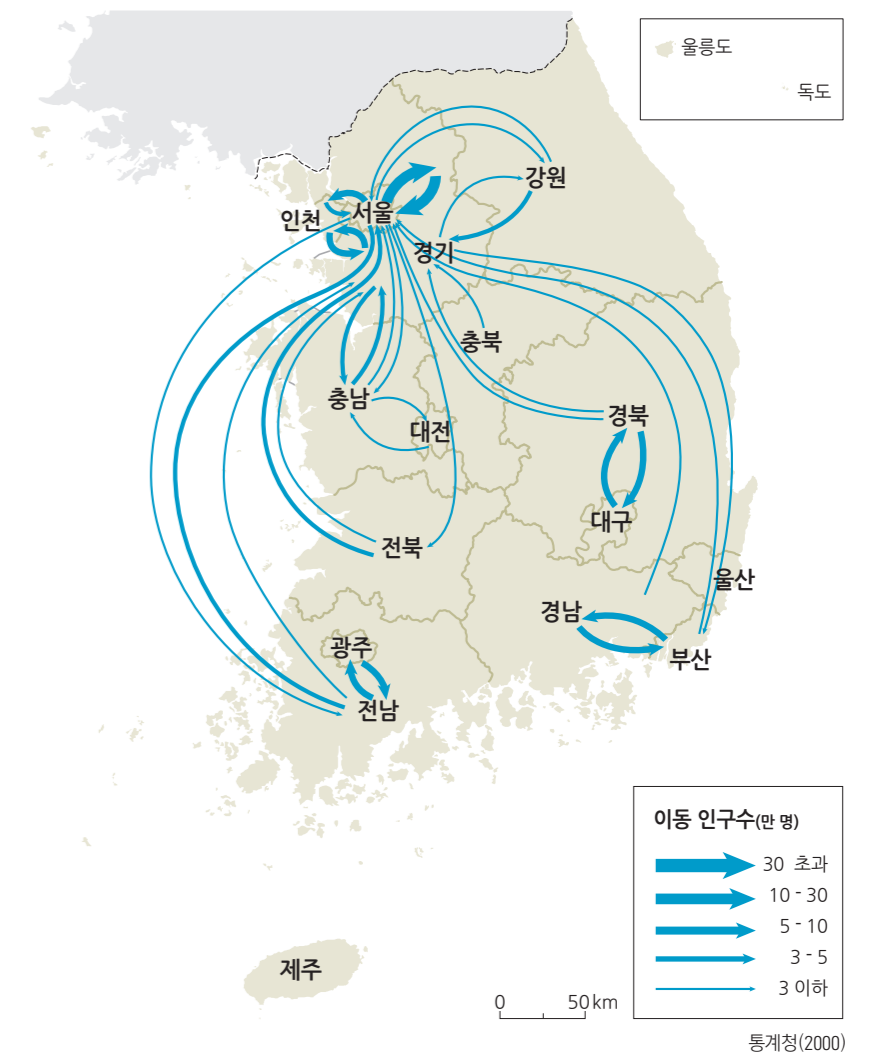 울릉도
독도
강원
서울
인천
경기
충북
충남
대전
경북
대구
전북
울산
경남
광주
부산
전남
제주
이동 인구수(만 명)
30 초과
10 - 30
5 - 10
3 - 5
3 이하
0 50 km
통계청(2000)